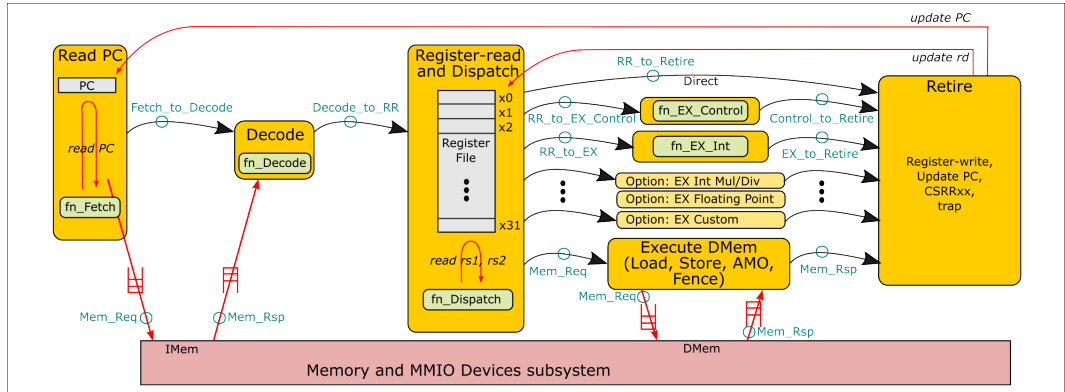 update PC
Read PC
PC
read PC
fn_Fetch
Fetch_to_Decode
Decode
fn_Decode
Decode_to_RR
Register-read
and Dispatch
x0
x1
x2
Register
File
x31
read rs1, rs2
fn_Dispatch
update rd
RR_to_Retire
Direct
RR_to_EX_Control
fn_EX_Control
Control_to_Retire
RR_to_EX
fn_EX_Int
EX_to_Retire
Option: EX Int Mul/Div
Option: EX Floating Point
Option: EX Custom
Mem_Req
Execute DMem
(Load, Store, AMO,
Fence)
Mem_Rsp
Retire
Register-write,
Update PC,
CSRRxx,
trap
Mem_Req
Mem_Rsp
Mem_Req
Mem_Rsp
IMem
DMem
Memory and MMIO Devices subsystem